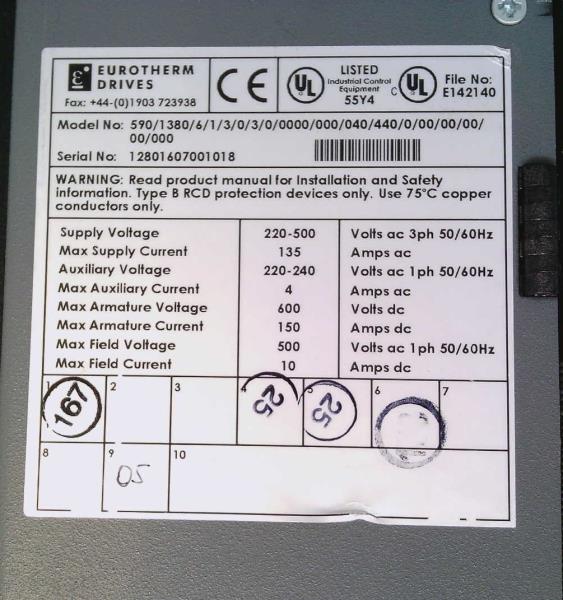 EUROTHERM
DRIVES
Fax: +44-(0)1903 723938
CE
UL
LISTED
Industrial Control
Equipment
55Y4
C UL
File No:
E142140
Model No: 590/1380/6/1/3/0/3/0/0000/000/040/440/0/00/00/00/
00/000
Serial No: 12801607001018
WARNING: Read product manual for Installation and Safety
information. Type B RCD protection devices only. Use 75°C copper
conductors only.
Supply Voltage 220-500 Volts ac 3ph 50/60Hz
Max Supply Current 135 Amps ac
Auxiliary Voltage 220-240 Volts ac 1ph 50/60Hz
Max Auxiliary Current 4 Amps ac
Max Armature Voltage 600 Volts dc
Max Armature Current 150 Amps dc
Max Field Voltage 500 Volts ac 1ph 50/60Hz
Max Field Current 10 Amps dc
1 2 3 4 5 6 7
167 25 25
8 9 10
05